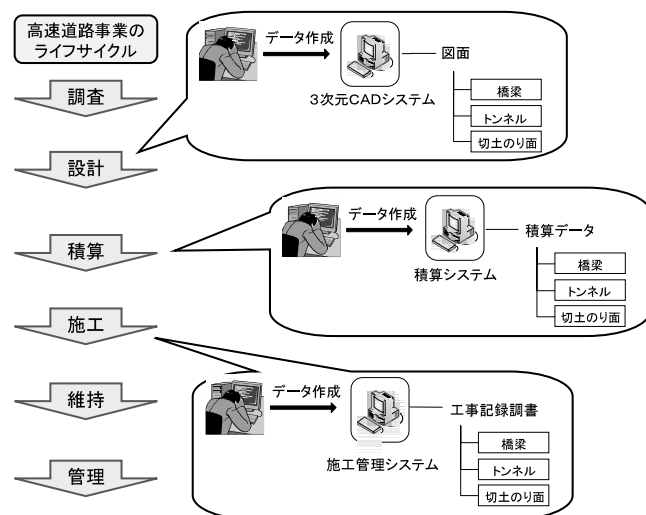 高速道路事業の
ライフサイクル
調査
設計
積算
施工
維持
管理
データ作成
図面
3次元CADシステム
橋梁
トンネル
切土のり面
データ作成
積算データ
積算システム
橋梁
トンネル
切土のり面
データ作成
工事記録調書
施工管理システム
橋梁
トンネル
切土のり面